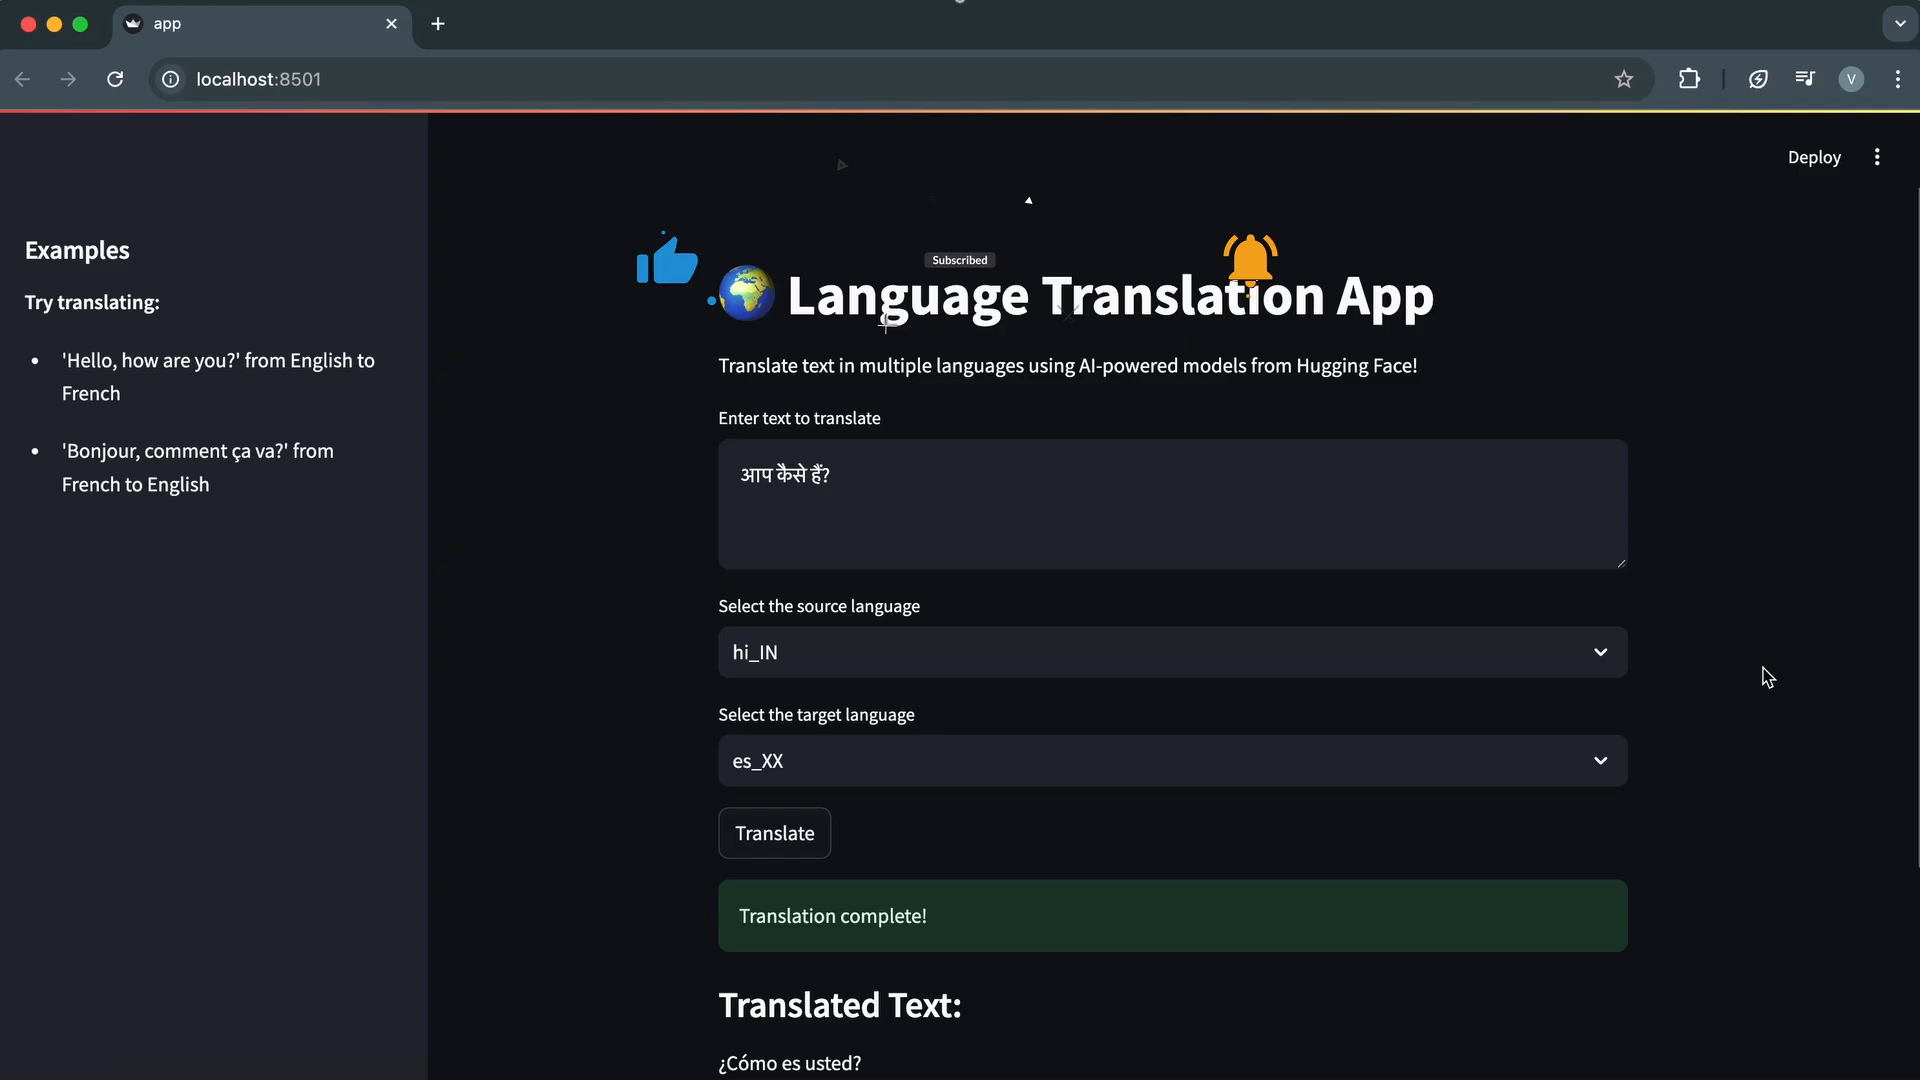 app
localhost:8501
V
Deploy
Examples
Try translating:
'Hello, how are you?' from English to
French
'Bonjour, comment ça va?' from
French to English
Subscribed
Language Translation App
Translate text in multiple languages using AI-powered models from Hugging Face!
Enter text to translate
आप कैसे हैं?
Select the source language
hi_IN
Select the target language
es_XX
Translate
Translation complete!
Translated Text:
¿Cómo es usted?